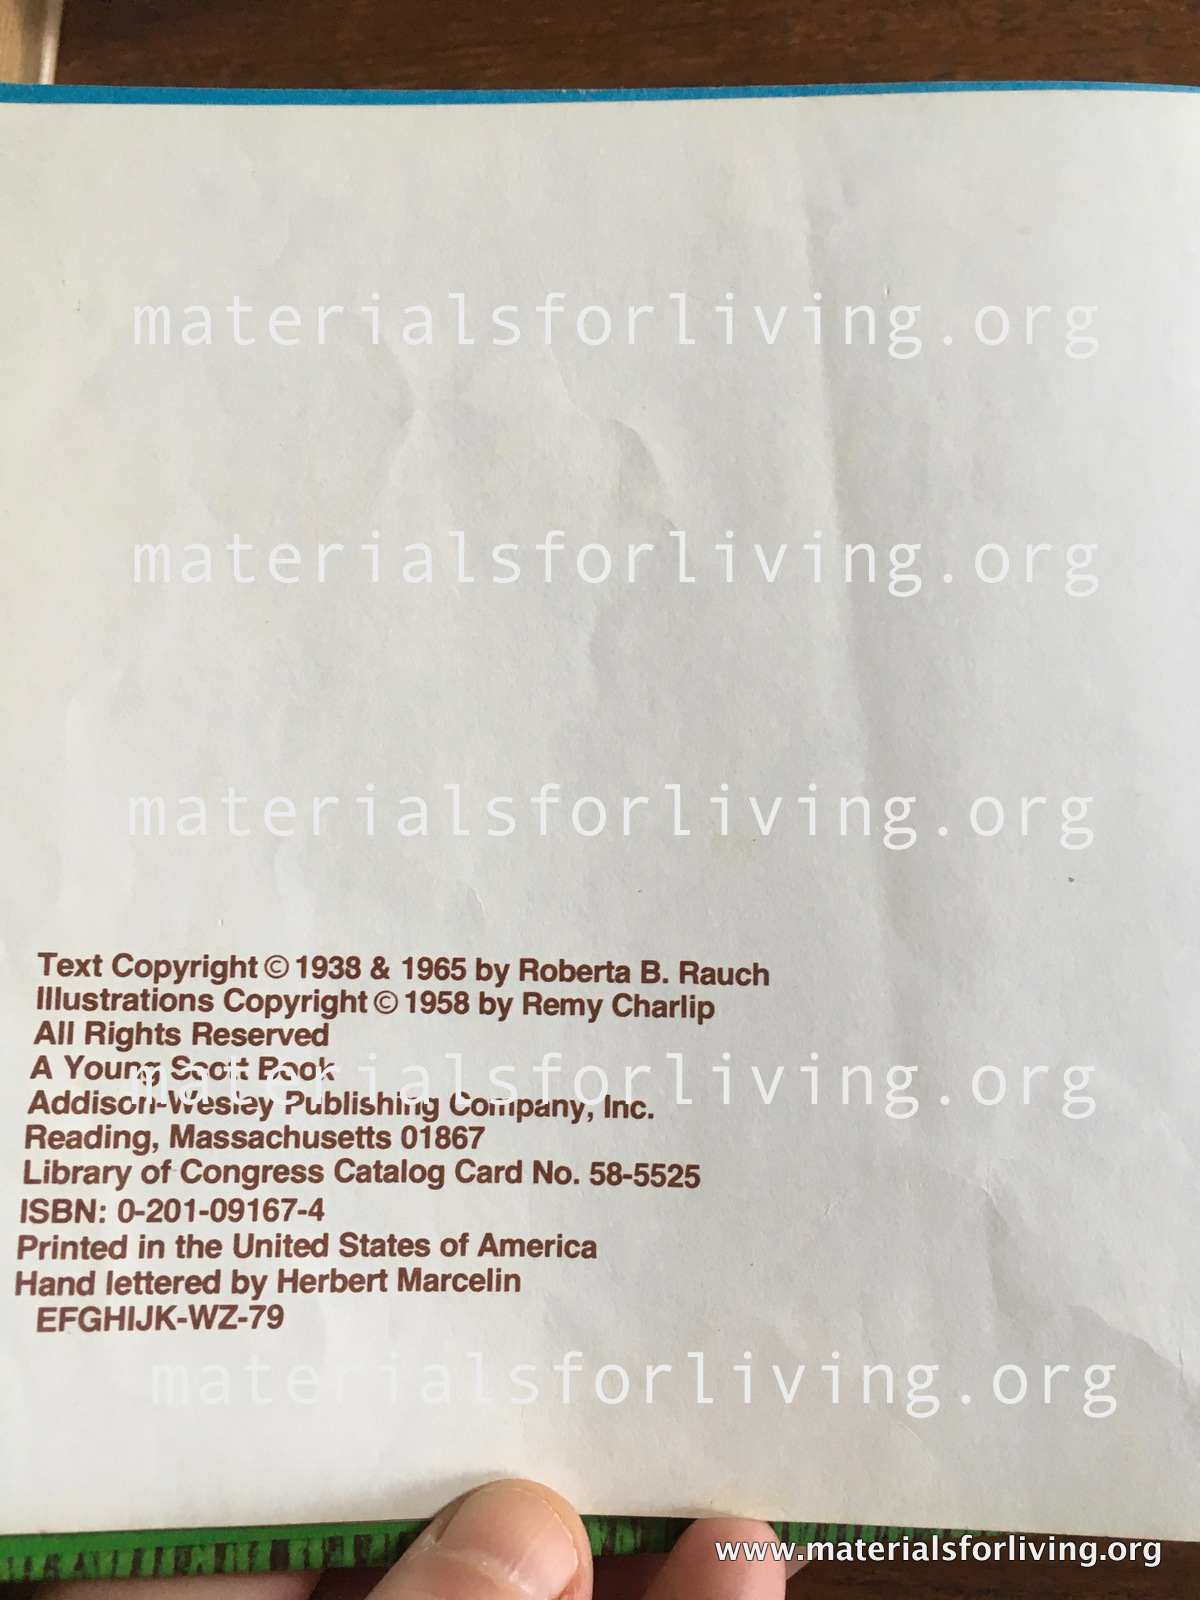 materialsforliving.org
materialsforliving.org
materialsforliving.org
Text Copyright © 1938 & 1965 by Roberta B. Rauch
Illustrations Copyright © 1958 by Remy Charlip
All Rights Reserved
A Young Scott Book
materialsforliving.org
Addison-Wesley Publishing Company, Inc.
Reading, Massachusetts 01867
Library of Congress Catalog Card No. 58-5525
ISBN: 0-201-09167-4
Printed in the United States of America
Hand lettered by Herbert Marcelin
EFGHIJK-WZ-79
materialsforliving.org
www.materialsforliving.org